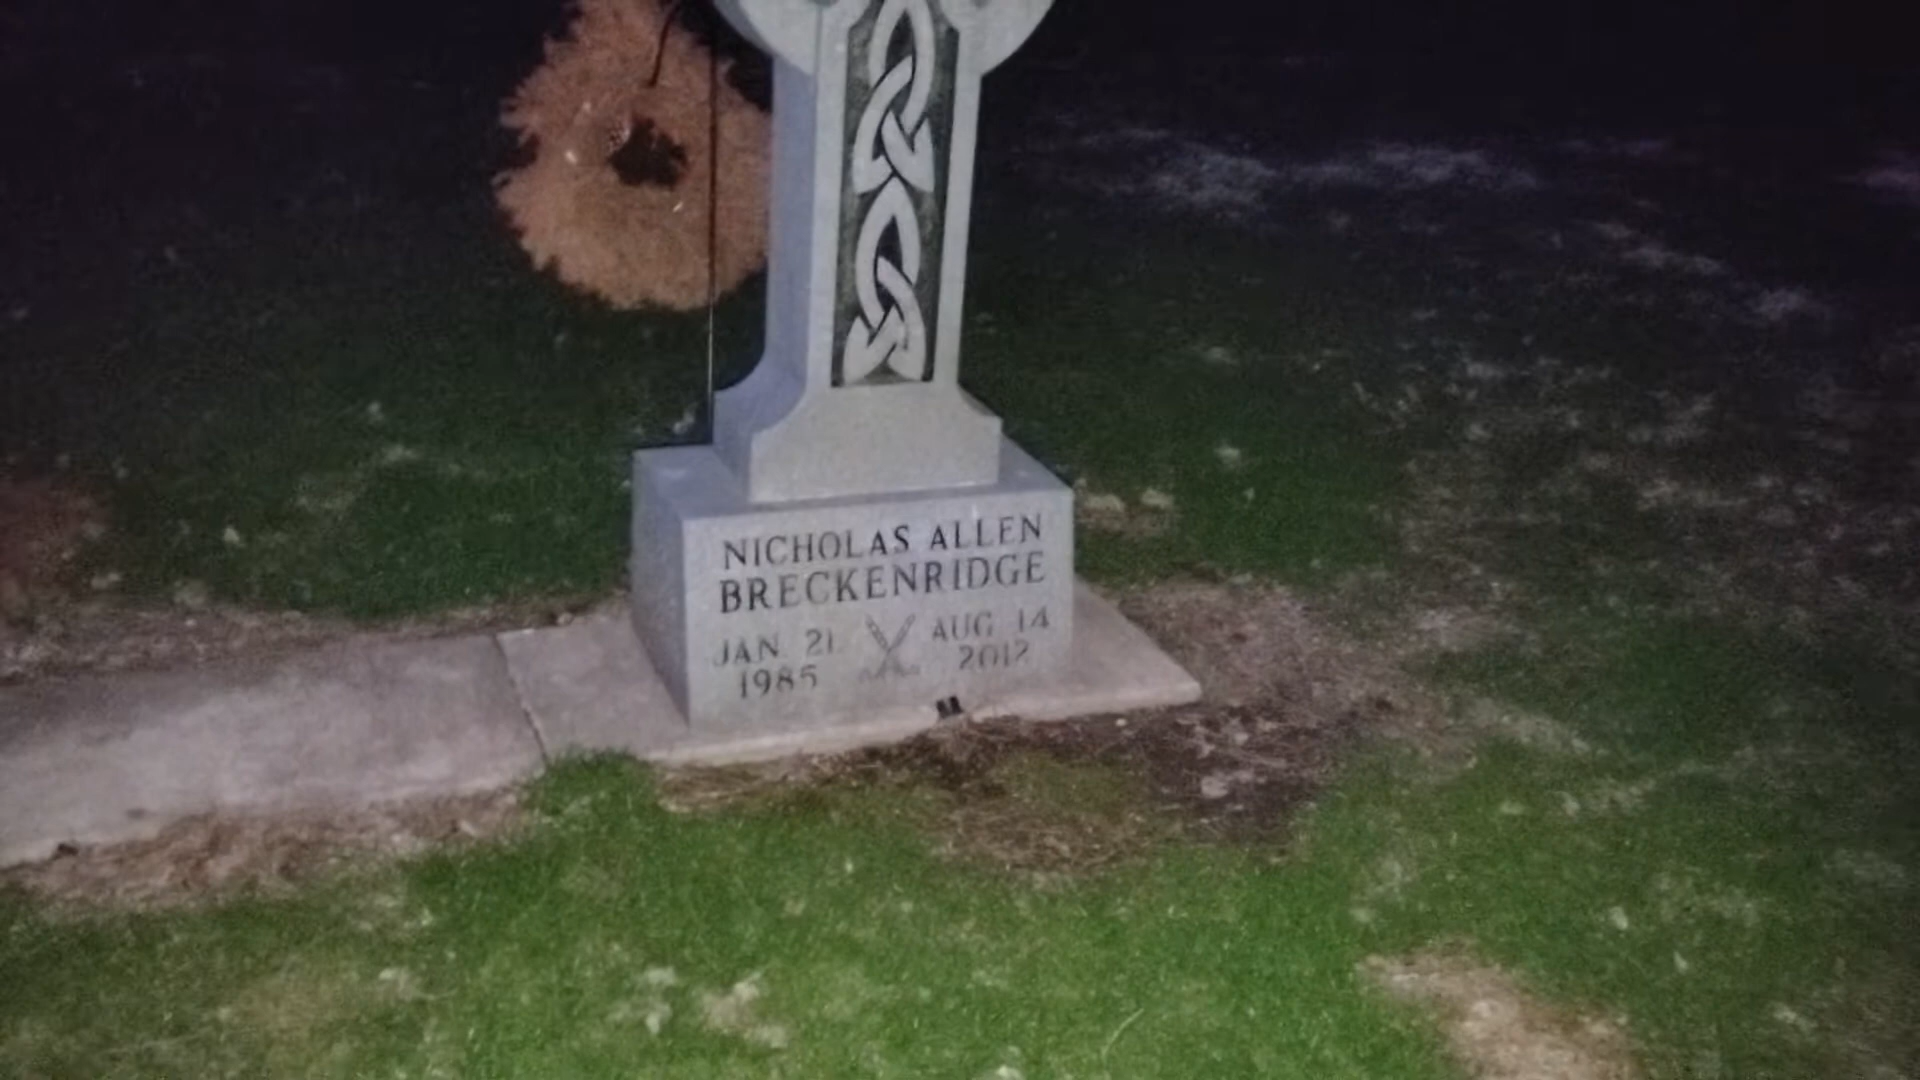 NICHOLAS ALLEN
BRECKENRIDGE
JAN. 21. AUG 14
1985 2012